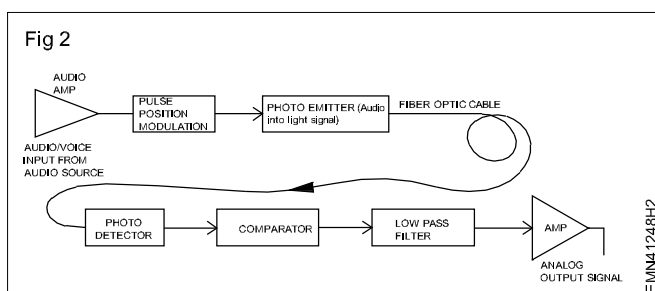 Fig 2
AUDIO
AMP
PULSE
POSITION
MODULATION
PHOTO EMITTER (Audio
into light signal)
FIBER OPTIC CABLE
AUDIO/VOICE
INPUT FROM
AUDIO SOURCE
PHOTO
DETECTOR
COMPARATOR
LOW PASS
FILTER
AMP
ANALOG
OUTPUT SIGNAL
EMN41248H2